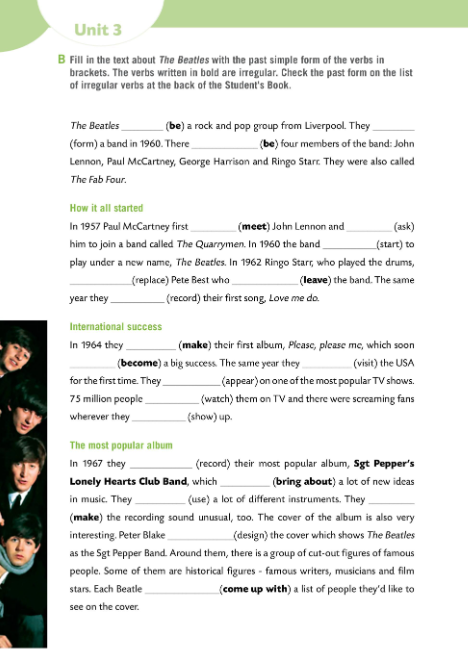 Unit 3
B Fill in the text about The Beatles with the past simple form of the verbs in
brackets. The verbs written in bold are irregular. Check the past form on the list
of irregular verbs at the back of the Student's Book.
The Beatles ________ (be) a rock and pop group from Liverpool. They ________
(form) a band in 1960. There ____________ (be) four members of the band: John
Lennon, Paul McCartney, George Harrison and Ringo Starr. They were also called
The Fab Four.
How it all started
In 1957 Paul McCartney first ________ (meet) John Lennon and ________ (ask)
him to join a band called The Quarrymen. In 1960 the band __________(start) to
play under a new name, The Beatles. In 1962 Ringo Starr, who played the drums,
___________(replace) Pete Best who ____________(leave) the band. The same
year they __________ (record) their first song, Love me do.
International success
In 1964 they _________ (make) their first album, Please, please me, which soon
________ (become) a big success. The same year they _________ (visit) the USA
for the first time. They __________ (appear) on one of the most popular TV shows.
75 million people __________ (watch) them on TV and there were screaming fans
wherever they __________ (show) up.
The most popular album
In 1967 they ___________ (record) their most popular album, Sgt Pepper's
Lonely Hearts Club Band, which _________ (bring about) a lot of new ideas
in music. They _________ (use) a lot of different instruments. They ________
(make) the recording sound unusual, too. The cover of the album is also very
interesting. Peter Blake ____________(design) the cover which shows The Beatles
as the Sgt Pepper Band. Around them, there is a group of cut-out figures of famous
people. Some of them are historical figures - famous writers, musicians and film
stars. Each Beatle _____________(come up with) a list of people they'd like to
see on the cover.